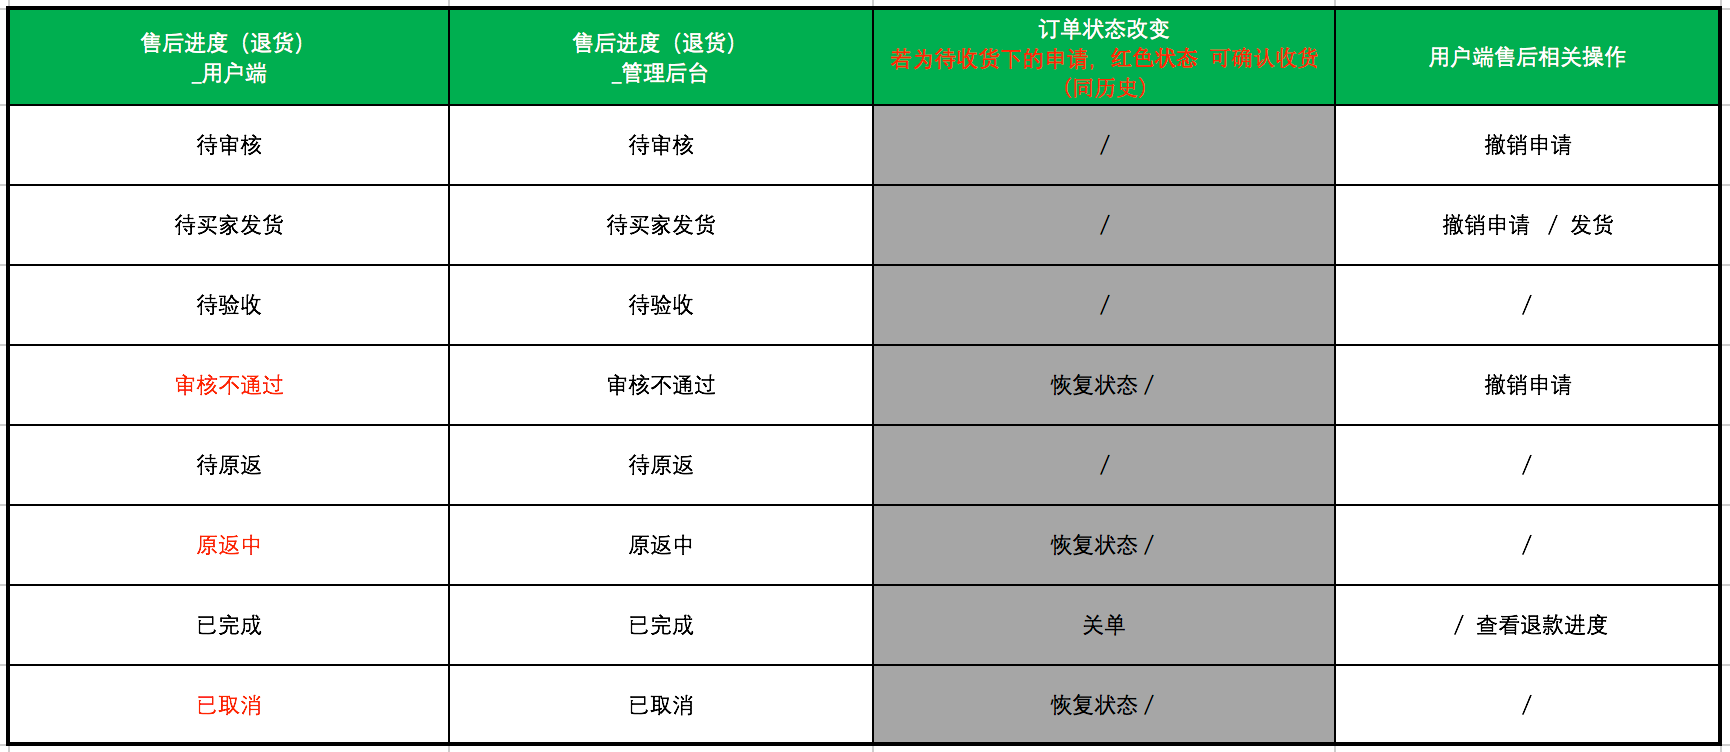 售后进度（退货）
_用户端
售后进度（退货）
_管理后台
订单状态改变
若为待收货下的申请，红色状态 可确认收货
（同历史）
用户端售后相关操作
待审核
待审核
/
撤销申请
待买家发货
待买家发货
/
撤销申请 / 发货
待验收
待验收
/
/
审核不通过
审核不通过
恢复状态 /
撤销申请
待原返
待原返
/
/
原返中
原返中
恢复状态 /
/
已完成
已完成
关单
/ 查看退款进度
已取消
已取消
恢复状态 /
/